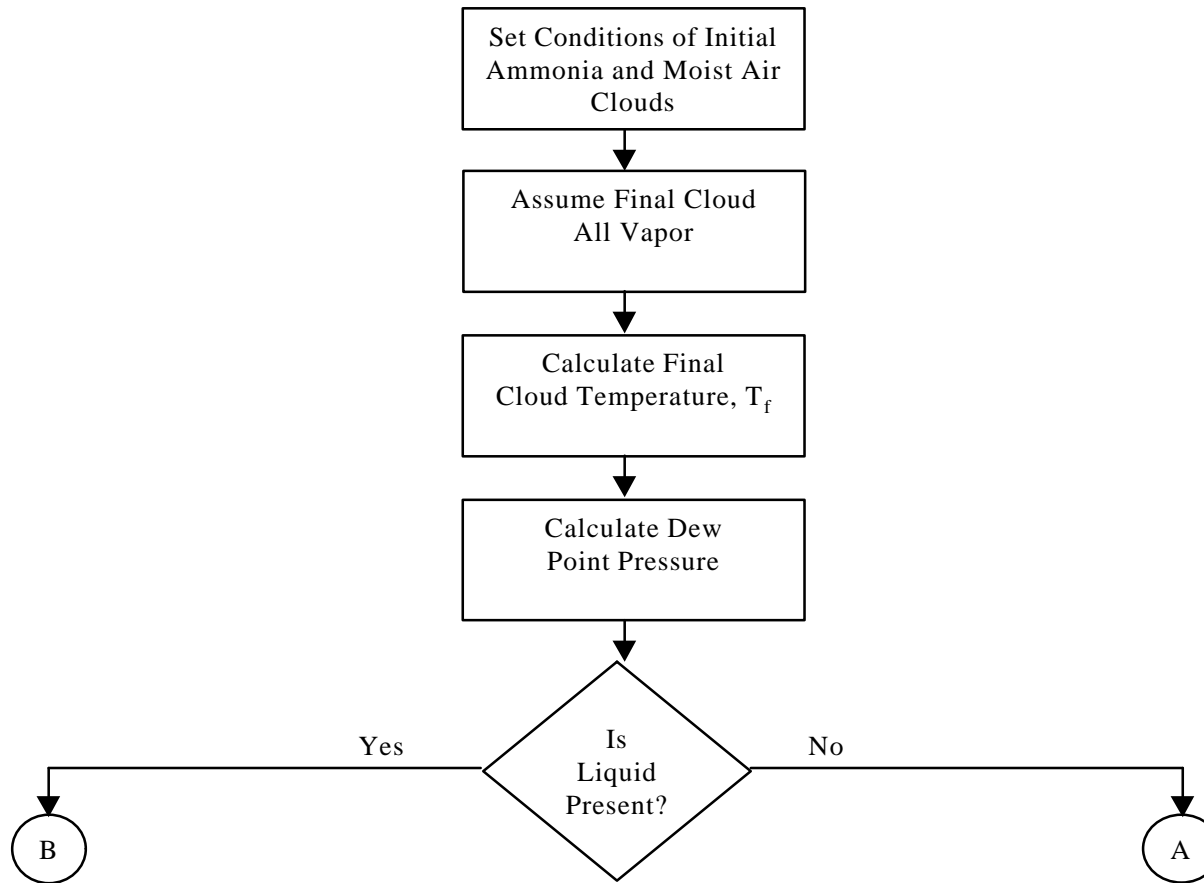 Set Conditions of Initial
Ammonia and Moist Air
Clouds
Assume Final Cloud
All Vapor
Calculate Final
Cloud Temperature, T_f
Calculate Dew
Point Pressure
Is
Liquid
Present?
Yes
No
B
A